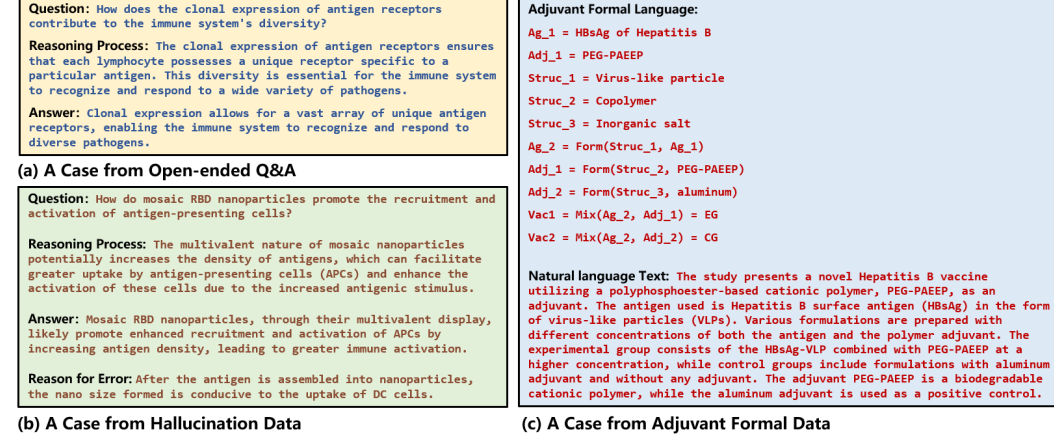 Question: How does the clonal expression of antigen receptors
contribute to the immune system's diversity?
Reasoning Process: The clonal expression of antigen receptors ensures
that each lymphocyte possesses a unique receptor specific to a
particular antigen. This diversity is essential for the immune system
to recognize and respond to a wide variety of pathogens.
Answer: Clonal expression allows for a vast array of unique antigen
receptors, enabling the immune system to recognize and respond to
diverse pathogens.
(a) A Case from Open-ended Q&A
Question: How do mosaic RBD nanoparticles promote the recruitment and
activation of antigen-presenting cells?
Reasoning Process: The multivalent nature of mosaic nanoparticles
potentially increases the density of antigens, which can facilitate
greater uptake by antigen-presenting cells (APCs) and enhance the
activation of these cells due to the increased antigenic stimulus.
Answer: Mosaic RBD nanoparticles, through their multivalent display,
likely promote enhanced recruitment and activation of APCs by
increasing antigen density, leading to greater immune activation.
Reason for Error: After the antigen is assembled into nanoparticles,
the nano size formed is conducive to the uptake of DC cells.
(b) A Case from Hallucination Data
Adjuvant Formal Language:
Ag_1 = HBsAg of Hepatitis B
Adj_1 = PEG-PAEEP
Struc_1 = Virus-like particle
Struc_2 = Copolymer
Struc_3 = Inorganic salt
Ag_2 = Form(Struc_1, Ag_1)
Adj_1 = Form(Struc_2, PEG-PAEEP)
Adj_2 = Form(Struc_3, aluminum)
Vac1 = Mix(Ag_2, Adj_1) = EG
Vac2 = Mix(Ag_2, Adj_2) = CG
Natural language Text: The study presents a novel Hepatitis B vaccine
utilizing a polyphosphoester-based cationic polymer, PEG-PAEEP, as an
adjuvant. The antigen used is Hepatitis B surface antigen (HBsAg) in the form
of virus-like particles (VLPs). Various formulations are prepared with
different concentrations of both the antigen and the polymer adjuvant. The
experimental group consists of the HBsAg-VLP combined with PEG-PAEEP at a
higher concentration, while control groups include formulations with aluminum
adjuvant and without any adjuvant. The adjuvant PEG-PAEEP is a biodegradable
cationic polymer, while the aluminum adjuvant is used as a positive control.
(c) A Case from Adjuvant Formal Data